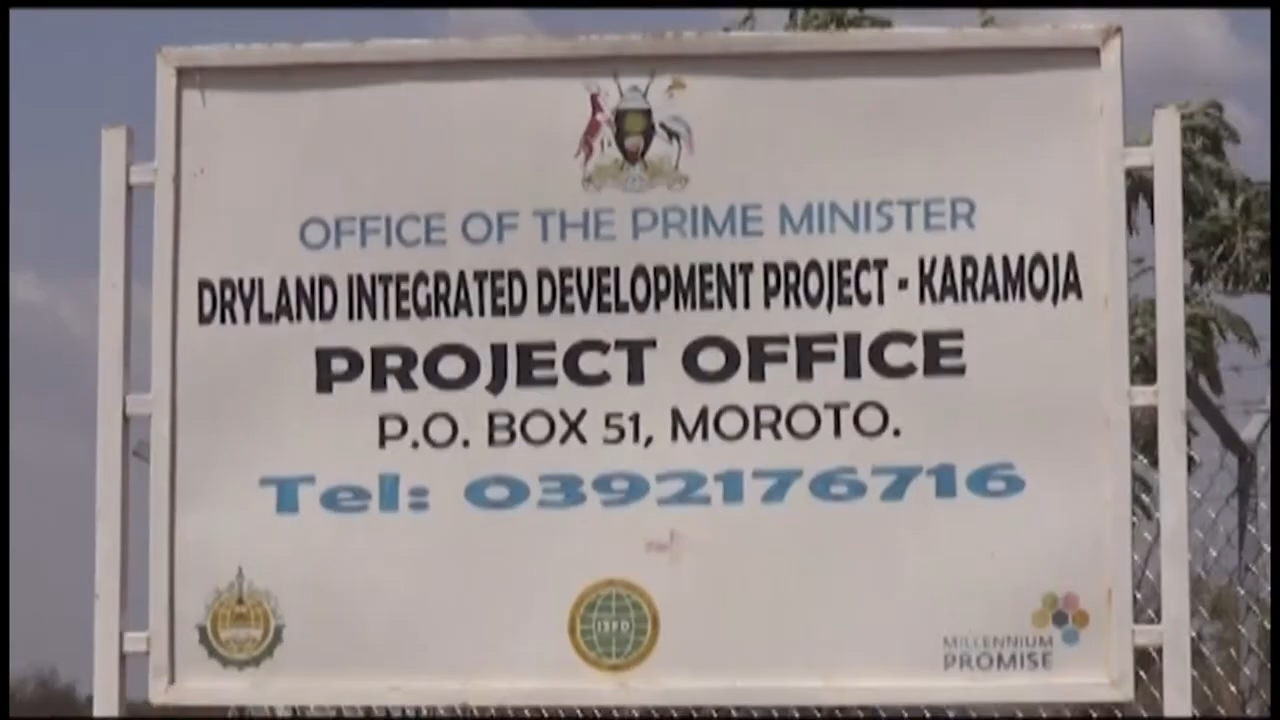 OFFICE OF THE PRIME MINISTER
DRYLAND INTEGRATED DEVELOPMENT PROJECT - KARAMOJA
PROJECT OFFICE
P.O. BOX 51, MOROTO.
Tel: 0392176716
ISFD
MILLENNIUM
PROMISE